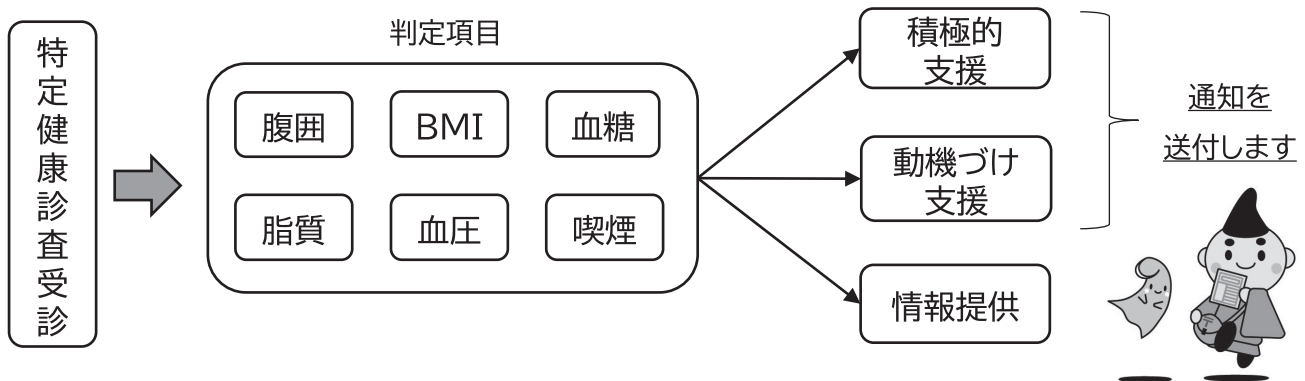 特定健康診査受診
判定項目
腹囲
BMI
血糖
脂質
血圧
喫煙
積極的
支援
動機づけ
支援
情報提供
通知を
送付します